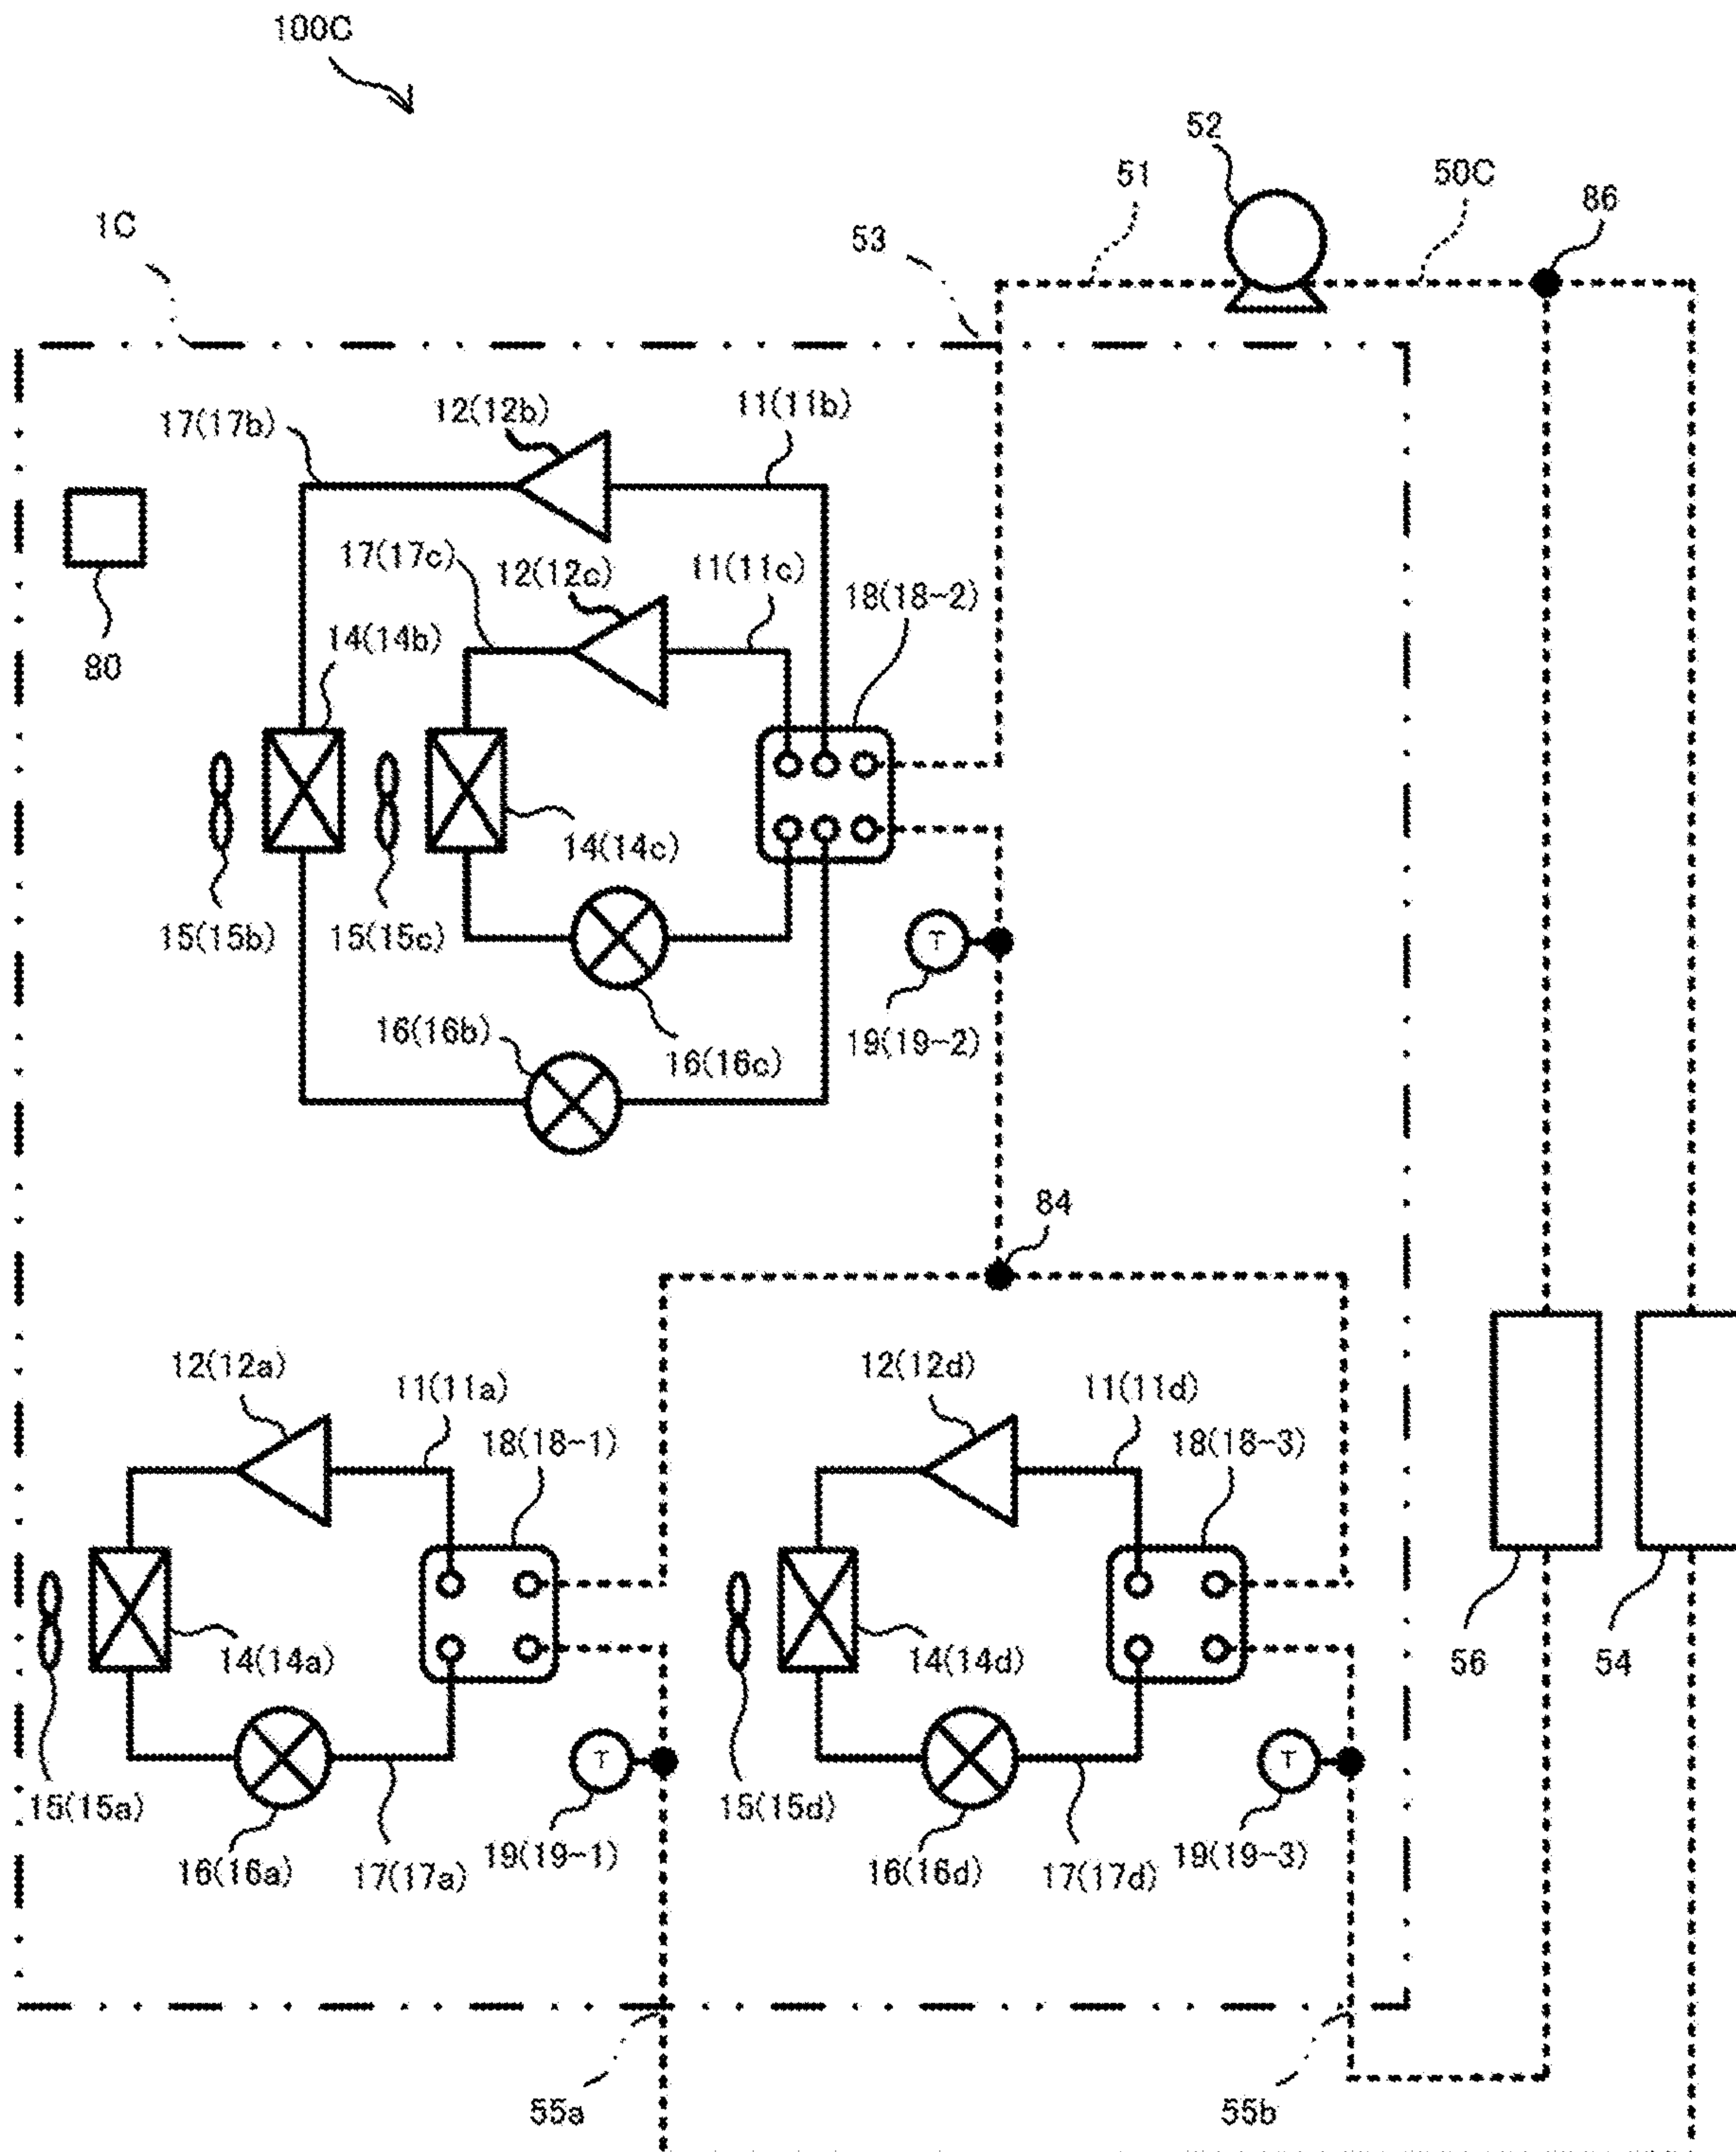 100C
52
51
50C
86
1C
53
12(12b)
11(11b)
17(17b)
17(17c)
12(12c)
11(11c)
18(18-2)
14(14b)
80
14(14c)
15(15b)
15(15c)
19(19-2)
16(16b)
16(16c)
T
84
12(12a)
11(11a)
18(18-1)
12(12d)
11(11d)
18(18-3)
14(14a)
14(14d)
56
54
T
T
15(15a)
15(15d)
16(16a)
17(17a)
19(19-1)
16(16d)
17(17d)
19(19-3)
55a
55b